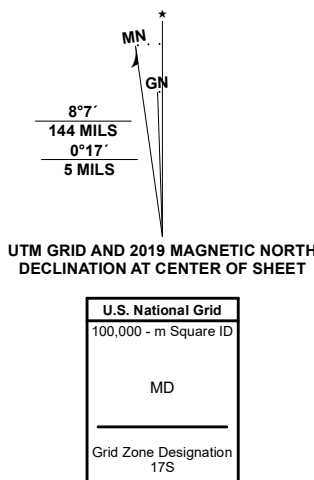 ★
MN
GN
8°7´
144 MILS
0°17´
5 MILS
UTM GRID AND 2019 MAGNETIC NORTH
DECLINATION AT CENTER OF SHEET
U.S. National Grid
100,000 - m Square ID
MD
Grid Zone Designation
17S